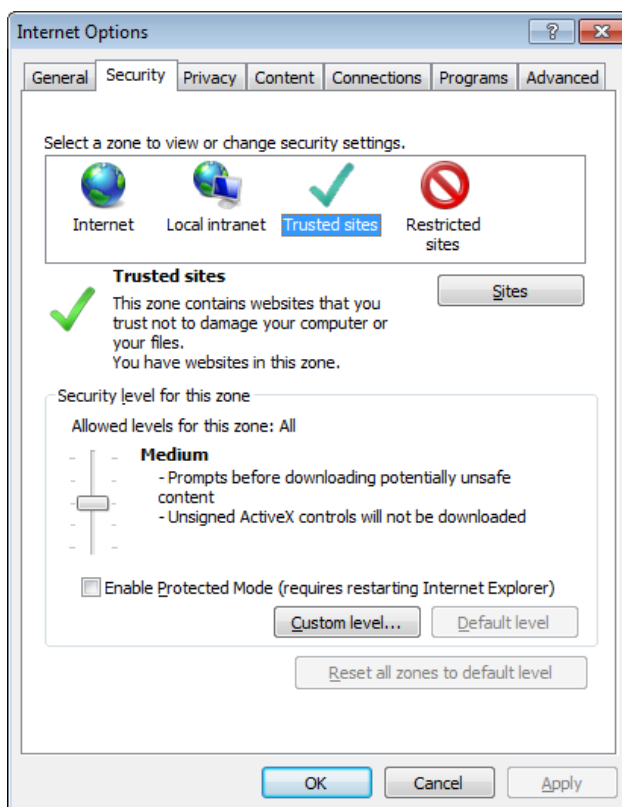 Internet Options
General Security Privacy Content Connections Programs Advanced
Select a zone to view or change security settings.
Internet Local intranet Trusted sites Restricted
sites
Trusted sites
Sites
This zone contains websites that you
trust not to damage your computer or
your files.
You have websites in this zone.
Security level for this zone
Allowed levels for this zone: All
Medium
- Prompts before downloading potentially unsafe
content
- Unsigned ActiveX controls will not be downloaded
Enable Protected Mode (requires restarting Internet Explorer)
Custom level... Default level
Reset all zones to default level
OK Cancel Apply